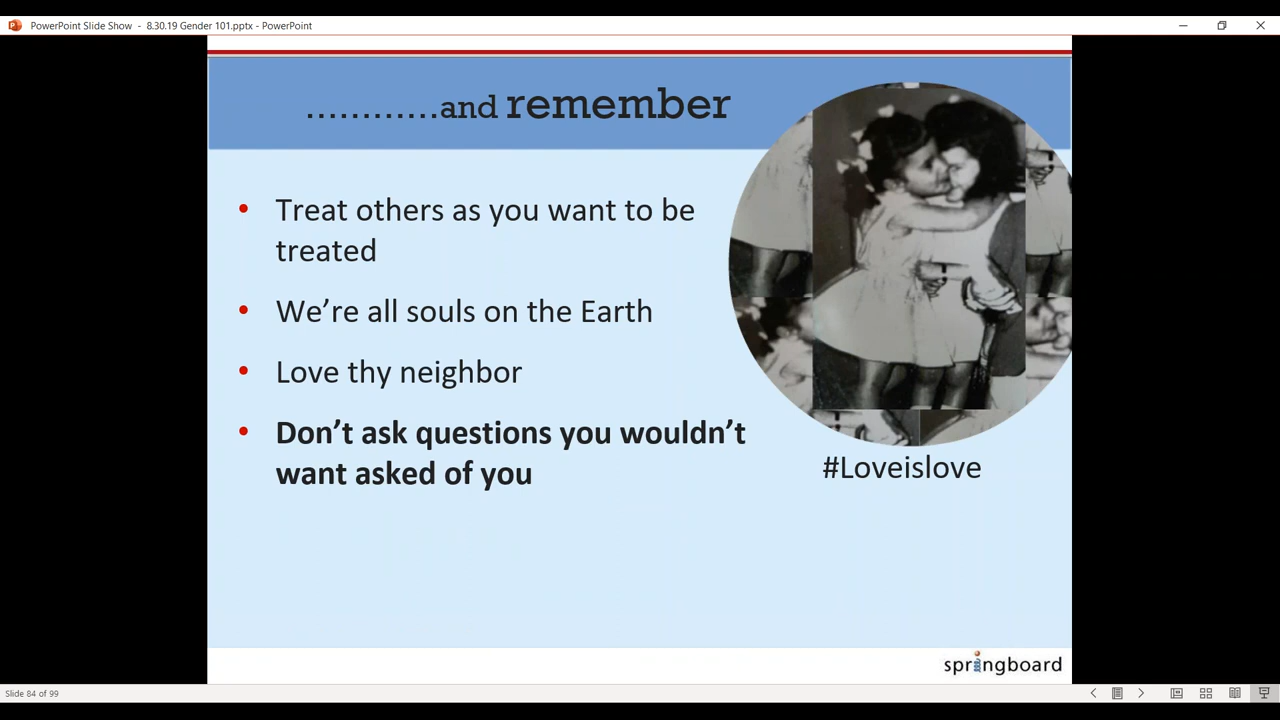 PowerPoint Slide Show - 8.30.19 Gender 101.pptx - PowerPoint
…………and remember
• Treat others as you want to be
treated
• We’re all souls on the Earth
• Love thy neighbor
• Don’t ask questions you wouldn’t
want asked of you
#Loveislove
springboard
Slide 84 of 99